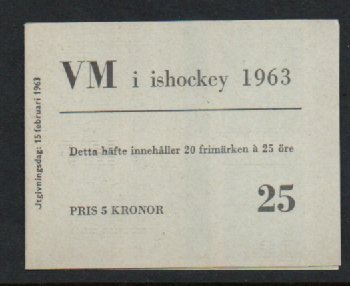 VM i ishockey 1963
Detta häfte innehåller 20 frimärken à 25 öre
PRIS 5 KRONOR
25
Utgivningsdag: 15 februari 1963